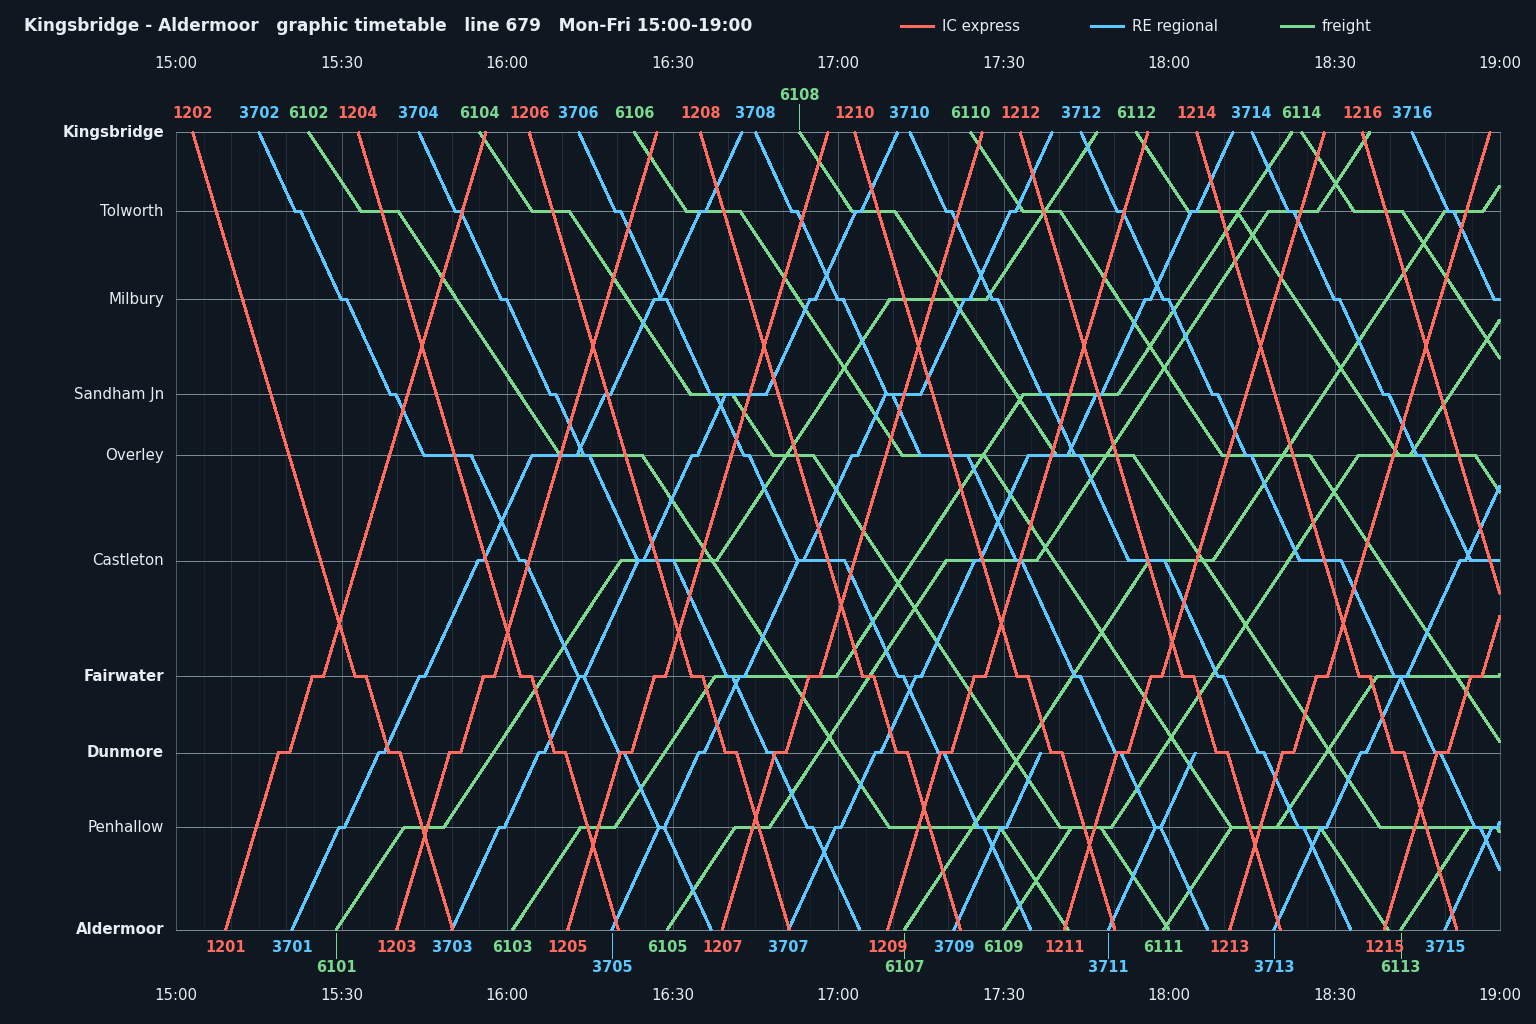 Kingsbridge - Aldermoor   graphic timetable   line 679   Mon-Fri 15:00-19:00
IC express   RE regional   freight
15:00 15:30 16:00 16:30 17:00 17:30 18:00 18:30 19:00
6108
1202 3702 6102 1204 3704 6104 1206 3706 6106 1208 3708 1210 3710 6110 1212 3712 6112 1214 3714 6114 1216 3716
Kingsbridge
Tolworth
Milbury
Sandham Jn
Overley
Castleton
Fairwater
Dunmore
Penhallow
Aldermoor
1201 3701 1203 3703 6103 1205 6105 1207 3707 1209 3709 6109 1211 6111 1213 1215 3715
6101 3705 6107 3711 3713 6113
15:00 15:30 16:00 16:30 17:00 17:30 18:00 18:30 19:00